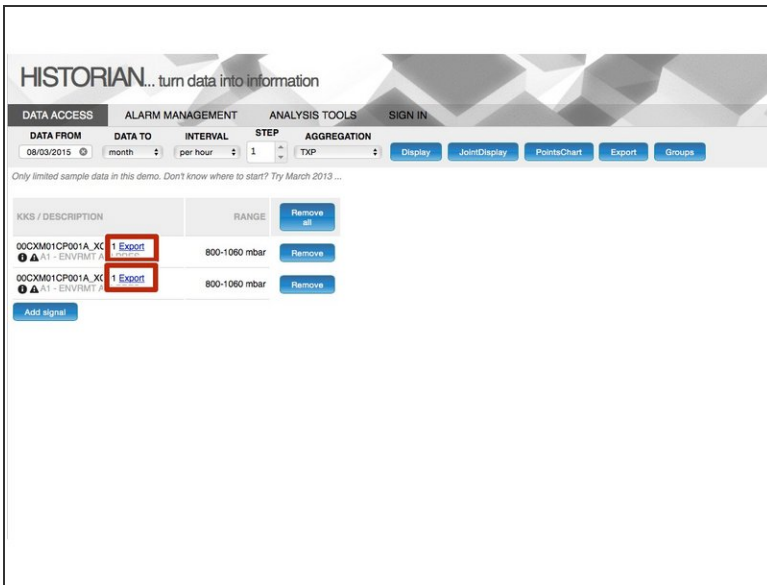 HISTORIAN... turn data into information
DATA ACCESS ALARM MANAGEMENT ANALYSIS TOOLS SIGN IN
DATA FROM DATA TO INTERVAL STEP AGGREGATION
08/03/2015 month per hour 1 TXP Display JointDisplay PointsChart Export Groups
Only limited sample data in this demo. Don't know where to start? Try March 2013 ...
KKS / DESCRIPTION RANGE Remove all
00CXM01CP001A_X 1 Export 800-1060 mbar Remove
A1 - ENVRMT A
00CXM01CP001A_X 1 Export 800-1060 mbar Remove
A1 - ENVRMT A
Add signal